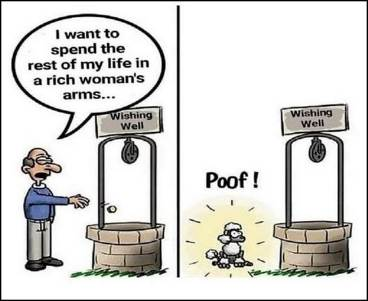 I want to
spend the
rest of my life in
a rich woman's
arms...
Wishing
Well
Poof!
Wishing
Well